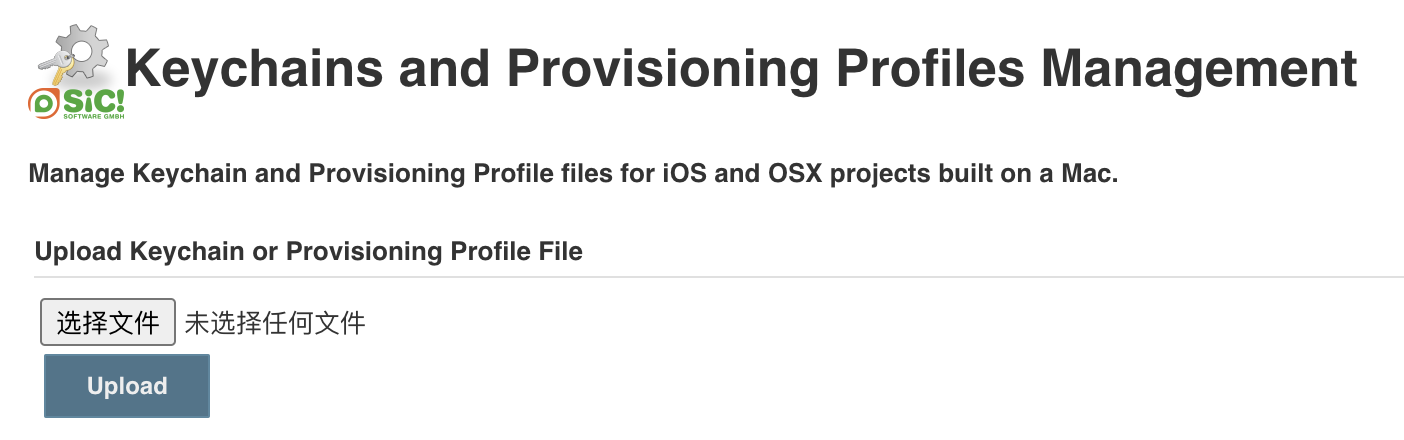 Keychains and Provisioning Profiles Management
SiC!
SOFTWARE GMBH
Manage Keychain and Provisioning Profile files for iOS and OSX projects built on a Mac.
Upload Keychain or Provisioning Profile File
选择文件 未选择任何文件
Upload